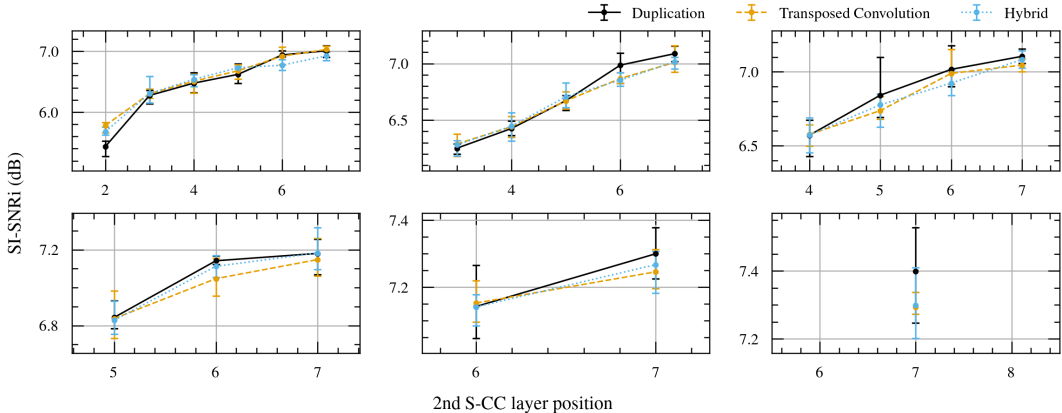 Duplication Transposed Convolution Hybrid
SI-SNRi (dB)
7.0
6.0
2 4 6
7.0
6.5
4 6
7.0
6.5
4 5 6 7
7.2
6.8
5 6 7
7.4
7.2
6 7
7.4
7.2
6 7 8
2nd S-CC layer position